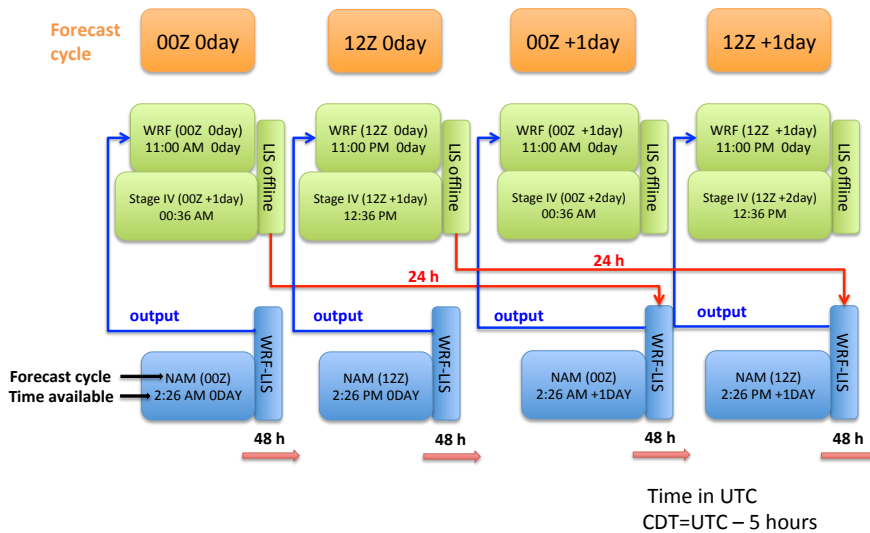 Forecast
cycle
00Z 0day
12Z 0day
00Z +1day
12Z +1day
WRF (00Z 0day)
11:00 AM 0day
Stage IV (00Z +1day)
00:36 AM
LIS offline
WRF (12Z 0day)
11:00 PM 0day
Stage IV (12Z +1day)
12:36 PM
LIS offline
WRF (00Z +1day)
11:00 AM 0day
Stage IV (00Z +2day)
00:36 AM
LIS offline
WRF (12Z +1day)
11:00 PM 0day
Stage IV (12Z +2day)
12:36 PM
LIS offline
24 h
24 h
output
output
output
output
Forecast cycle
Time available
NAM (00Z)
2:26 AM 0DAY
WRF-LIS
NAM (12Z)
2:26 PM 0DAY
WRF-LIS
NAM (00Z)
2:26 AM +1DAY
WRF-LIS
NAM (12Z)
2:26 PM +1DAY
WRF-LIS
48 h
48 h
48 h
48 h
Time in UTC
CDT=UTC – 5 hours